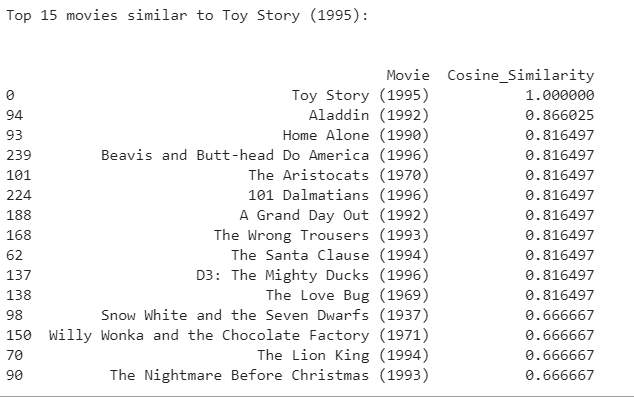 Top 15 movies similar to Toy Story (1995):
Movie Cosine_Similarity
0 Toy Story (1995) 1.000000
94 Aladdin (1992) 0.866025
93 Home Alone (1990) 0.816497
239 Beavis and Butt-head Do America (1996) 0.816497
101 The Aristocats (1970) 0.816497
224 101 Dalmatians (1996) 0.816497
188 A Grand Day Out (1992) 0.816497
168 The Wrong Trousers (1993) 0.816497
62 The Santa Clause (1994) 0.816497
137 D3: The Mighty Ducks (1996) 0.816497
138 The Love Bug (1969) 0.816497
98 Snow White and the Seven Dwarfs (1937) 0.666667
150 Willy Wonka and the Chocolate Factory (1971) 0.666667
70 The Lion King (1994) 0.666667
90 The Nightmare Before Christmas (1993) 0.666667